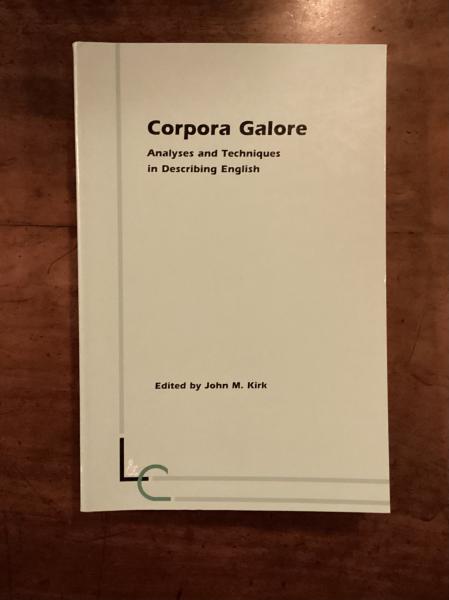 Corpora Galore
Analyses and Techniques
in Describing English
Edited by John M. Kirk
L&C